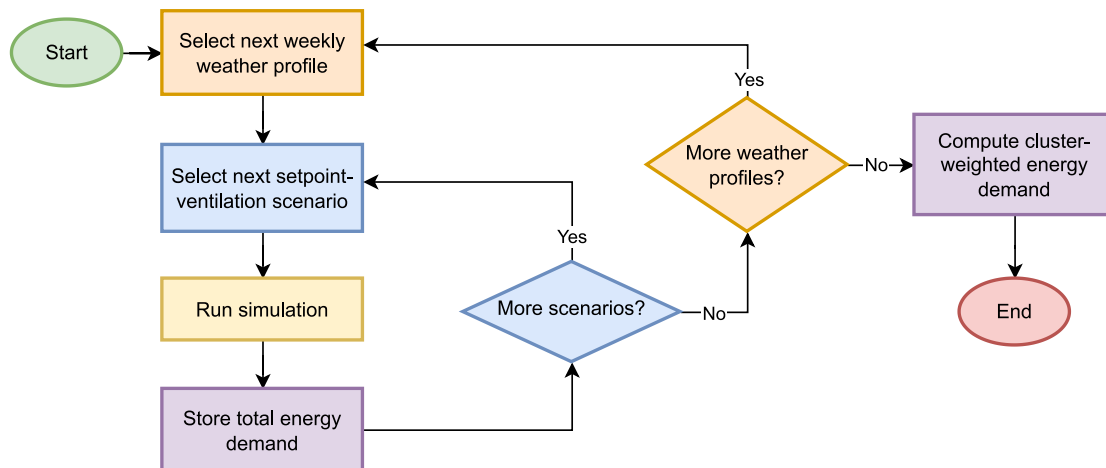 Start
Select next weekly
weather profile
Select next setpoint-
ventilation scenario
Run simulation
Store total energy
demand
More scenarios?
Yes
No
More weather
profiles?
Yes
No
Compute cluster-
weighted energy
demand
End